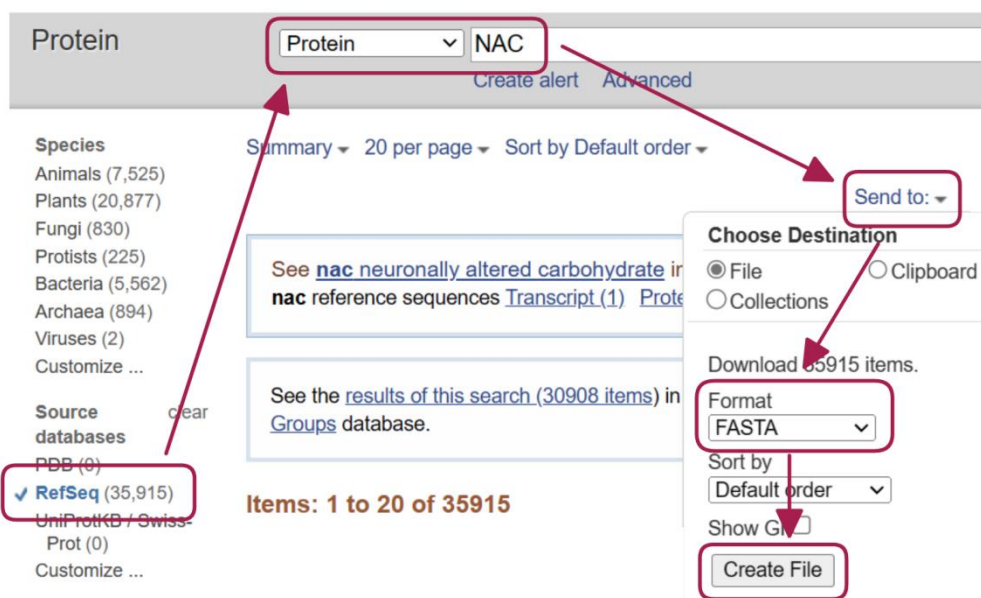 Protein
Protein NAC
Create alert Advanced
Species
Animals (7,525)
Plants (20,877)
Fungi (830)
Protists (225)
Bacteria (5,562)
Archaea (894)
Viruses (2)
Customize ...
Source clear
databases
PDB (0)
RefSeq (35,915)
UniProtKB / Swiss-
Prot (0)
Customize ...
Summary 20 per page Sort by Default order
See nac neuronally altered carbohydrate in
nac reference sequences Transcript (1)
See the results of this search (30908 items) in
Groups database.
Items: 1 to 20 of 35915
Send to:
Choose Destination
File Clipboard
Collections
Download 35915 items.
Format
FASTA
Sort by
Default order
Show GI
Create File